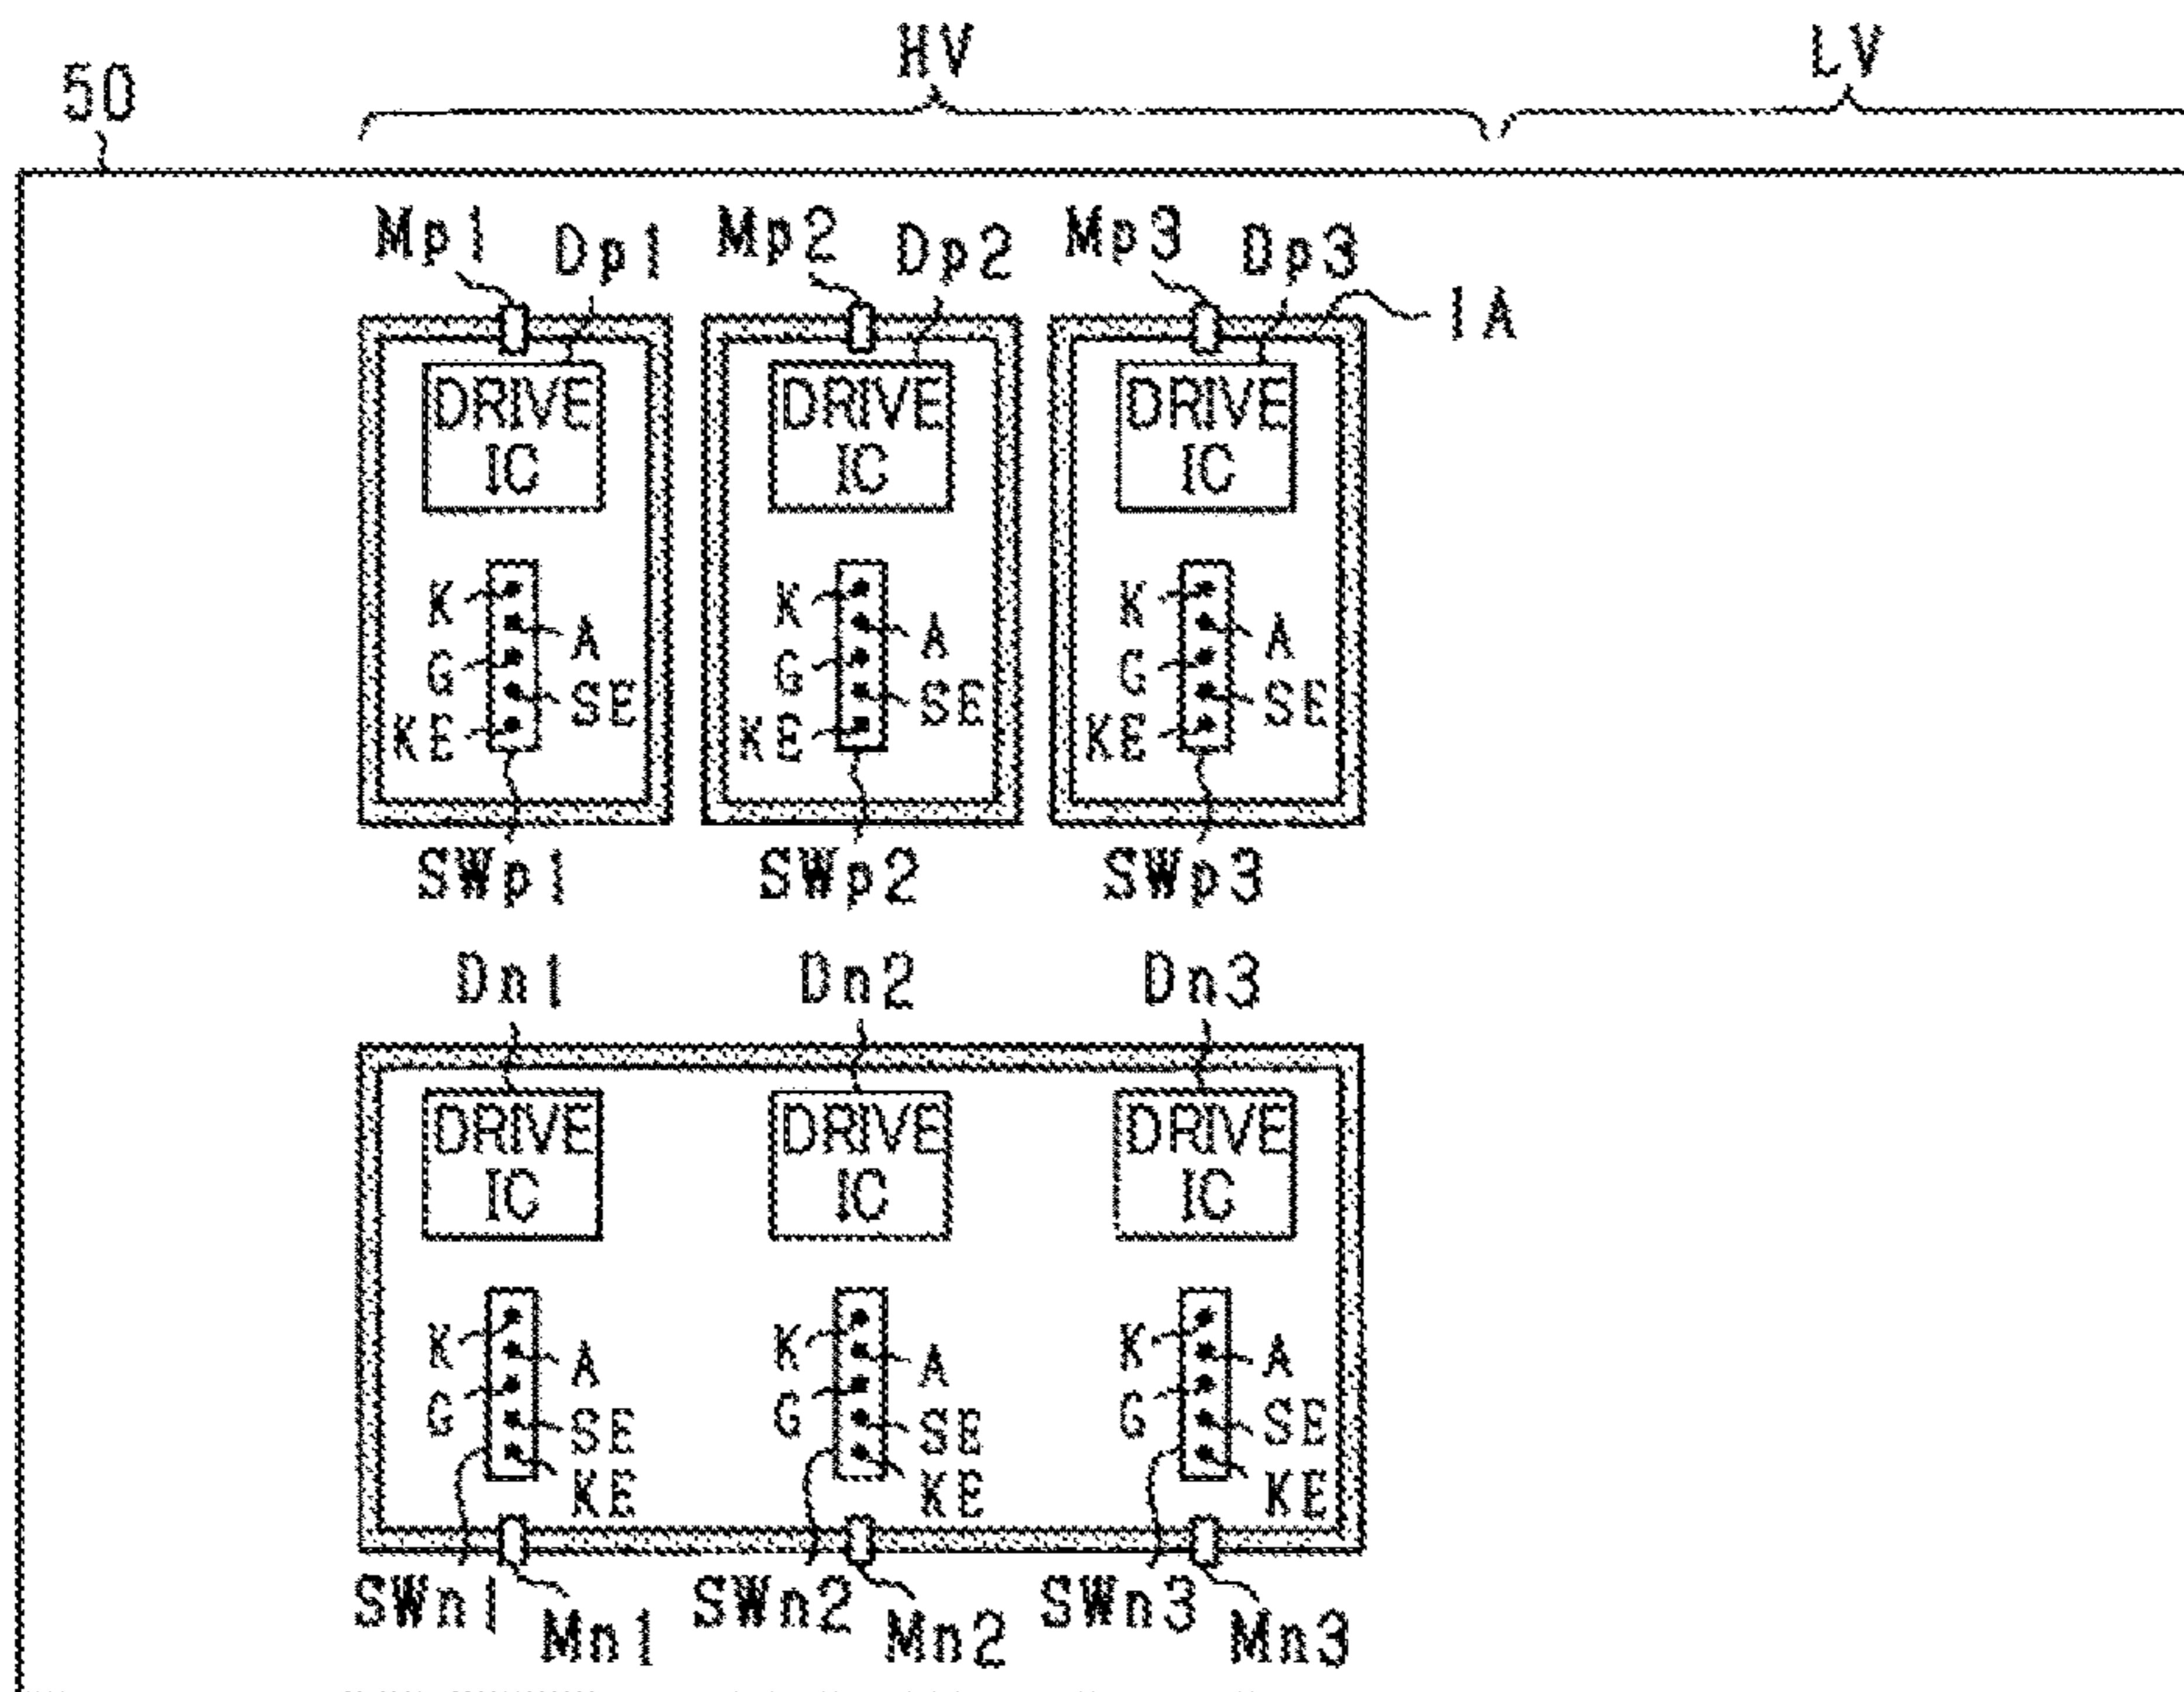 HV LV
50
Mp1 Dp1 Mp2 Dp2 Mp3 Dp3
IA
DRIVE IC DRIVE IC DRIVE IC
K K K
A A A
G G G
SE SE SE
KE KE KE
SWp1 SWp2 SWp3
Dn1 Dn2 Dn3
DRIVE IC DRIVE IC DRIVE IC
K K K
A A A
G G G
SE SE SE
KE KE KE
SWn1 Mn1 SWn2 Mn2 SWn3 Mn3